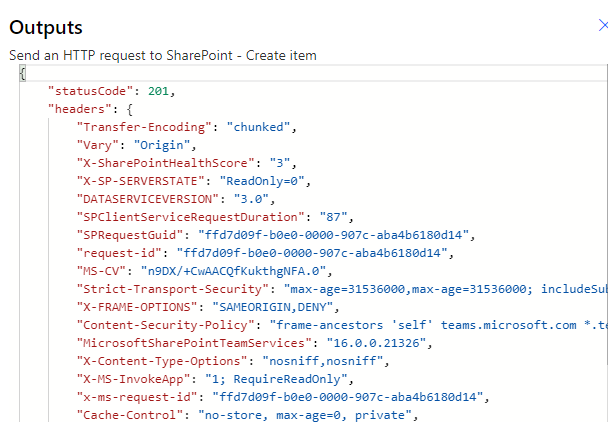 Outputs
Send an HTTP request to SharePoint - Create item
{
"statusCode": 201,
"headers": {
"Transfer-Encoding": "chunked",
"Vary": "Origin",
"X-SharePointHealthScore": "3",
"X-SP-SERVERSTATE": "ReadOnly=0",
"DATASERVICEVERSION": "3.0",
"SPClientServiceRequestDuration": "87",
"SPRequestGuid": "ffd7d09f-b0e0-0000-907c-aba4b6180d14",
"request-id": "ffd7d09f-b0e0-0000-907c-aba4b6180d14",
"MS-CV": "n9DX/+CwAACQfKukthgNFA.0",
"Strict-Transport-Security": "max-age=31536000,max-age=31536000; includeSub
"X-FRAME-OPTIONS": "SAMEORIGIN,DENY",
"Content-Security-Policy": "frame-ancestors 'self' teams.microsoft.com *.te
"MicrosoftSharePointTeamServices": "16.0.0.21326",
"X-Content-Type-Options": "nosniff,nosniff",
"X-MS-InvokeApp": "1; RequireReadOnly",
"x-ms-request-id": "ffd7d09f-b0e0-0000-907c-aba4b6180d14",
"Cache-Control": "no-store, max-age=0, private",